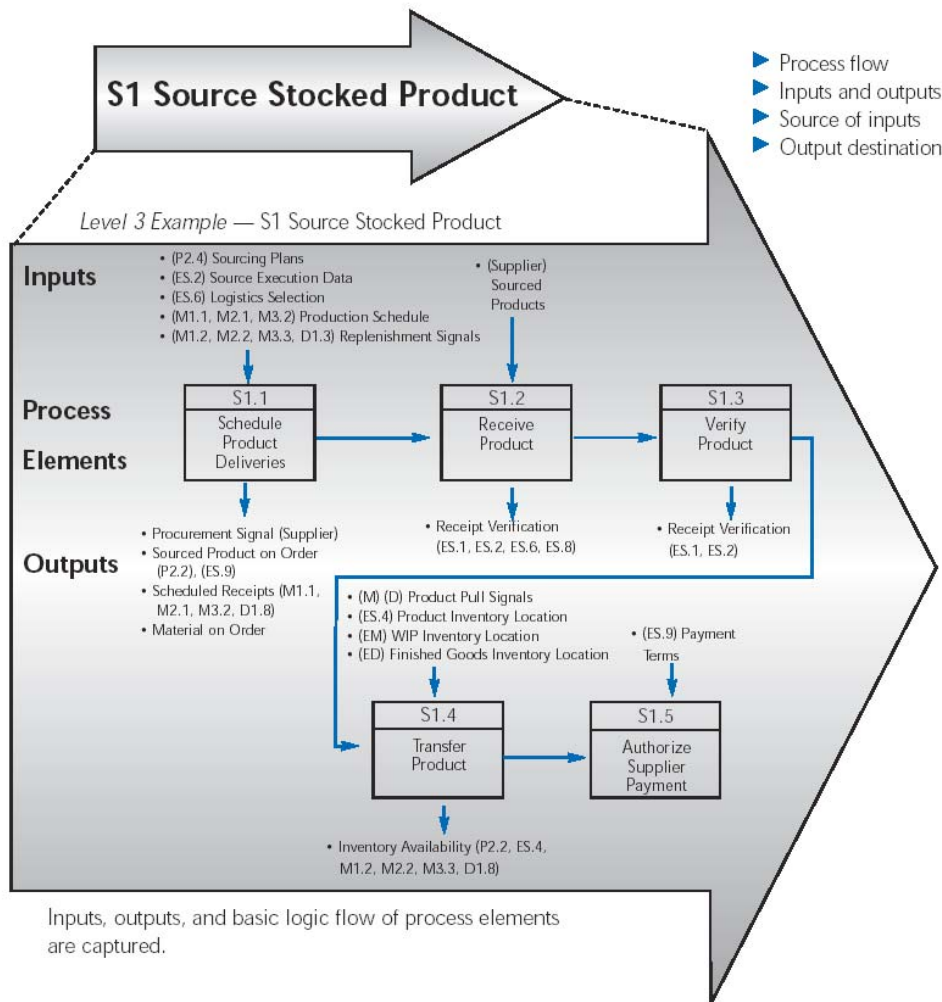 S1 Source Stocked Product
Process flow
Inputs and outputs
Source of inputs
Output destination
Level 3 Example — S1 Source Stocked Product
Inputs
• (P2.4) Sourcing Plans
• (ES.2) Source Execution Data
• (ES.6) Logistics Selection
• (M1.1, M2.1, M3.2) Production Schedule
• (M1.2, M2.2, M3.3, D1.3) Replenishment Signals
• (Supplier)
Sourced
Products
Process
Elements
S1.1
Schedule
Product
Deliveries
S1.2
Receive
Product
S1.3
Verify
Product
Outputs
• Procurement Signal (Supplier)
• Sourced Product on Order
(P2.2), (ES.9)
• Scheduled Receipts (M1.1,
M2.1, M3.2, D1.8)
• Material on Order
• Receipt Verification
(ES.1, ES.2, ES.6, ES.8)
• Receipt Verification
(ES.1, ES.2)
• (M) (D) Product Pull Signals
• (ES.4) Product Inventory Location
• (EM) WIP Inventory Location
• (ED) Finished Goods Inventory Location
• (ES.9) Payment
Terms
S1.4
Transfer
Product
S1.5
Authorize
Supplier
Payment
• Inventory Availability (P2.2, ES.4,
M1.2, M2.2, M3.3, D1.8)
Inputs, outputs, and basic logic flow of process elements
are captured.